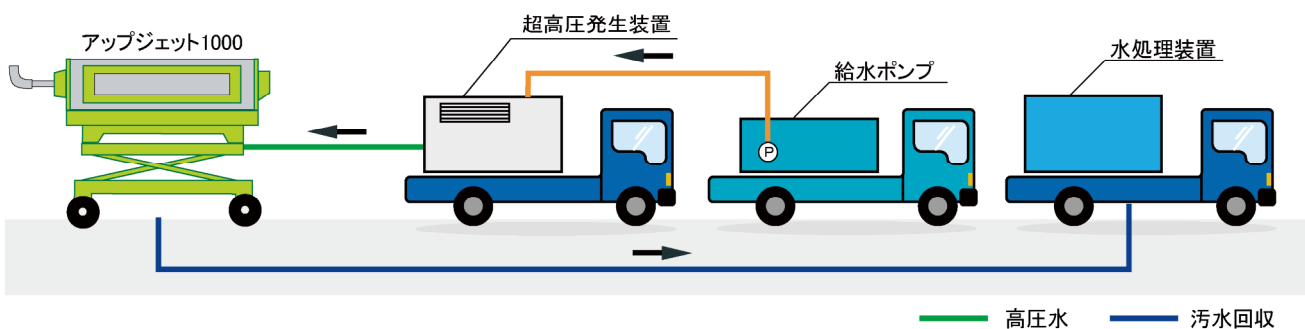 アップジェット1000
超高圧発生装置
給水ポンプ
水処理装置
P
高圧水
汚水回収